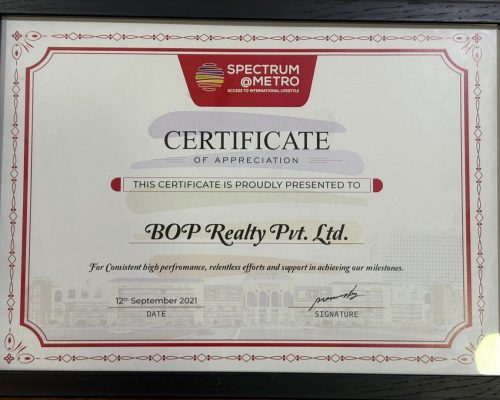 SPECTRUM
@METRO
ACCESS TO INTERNATIONAL LIFESTYLE
CERTIFICATE
OF APPRECIATION
THIS CERTIFICATE IS PROUDLY PRESENTED TO
BOP Realty Pvt. Ltd.
For Consistent high perfromance, relentless efforts and support in achieving our milestones.
12th September 2021
DATE
SIGNATURE